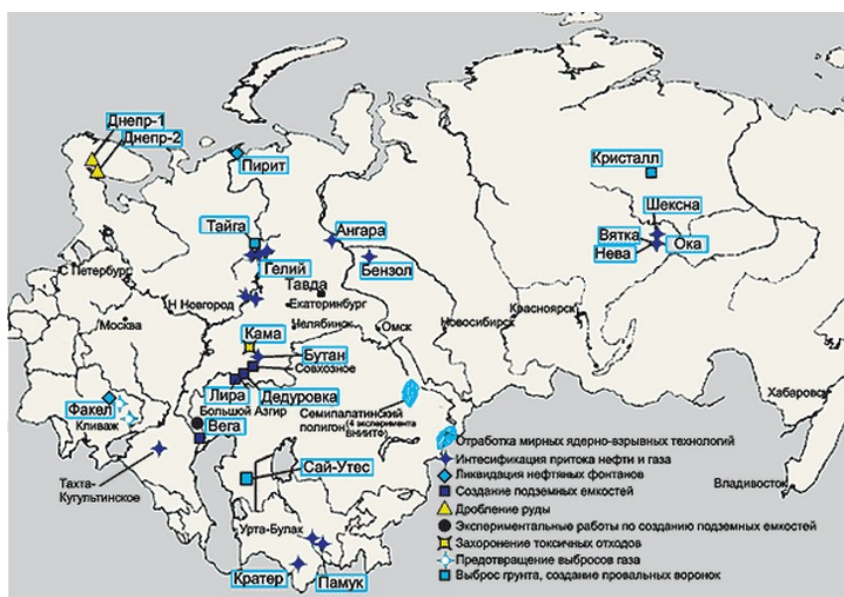 Днепр-1
Днепр-2
Пирит
Кристалл
Шексна
Тайга
Ангара
Вятка
Ока
Нева
Гелий
Бензол
С Петербург
Тавда
Н Новгород
Екатеринбург
Москва
Челябинск
Омск
Новосибирск
Красноярск
Кама
Бутан
Совхозное
Лира
Дедуровка
Хабаровск
Факел
Большой Азгир
Семипалатинский
полигон (4 эксперимента
ВНИИТФ)
Кливаж
Вега
Отработка мирных ядерно-взрывных технологий
Интесификация притока нефти и газа
Сай-Утес
Ликвидация нефтяных фонтанов
Владивосток
Тахта-
Кугультинское
Создание подземных емкостей
Дробление руды
Урта-Булак
Экспериментальные работы по созданию подземных емкостей
Захоронение токсичных отходов
Предотвращение выбросов газа
Кратер
Памук
Выброс грунта, создание провальных воронок